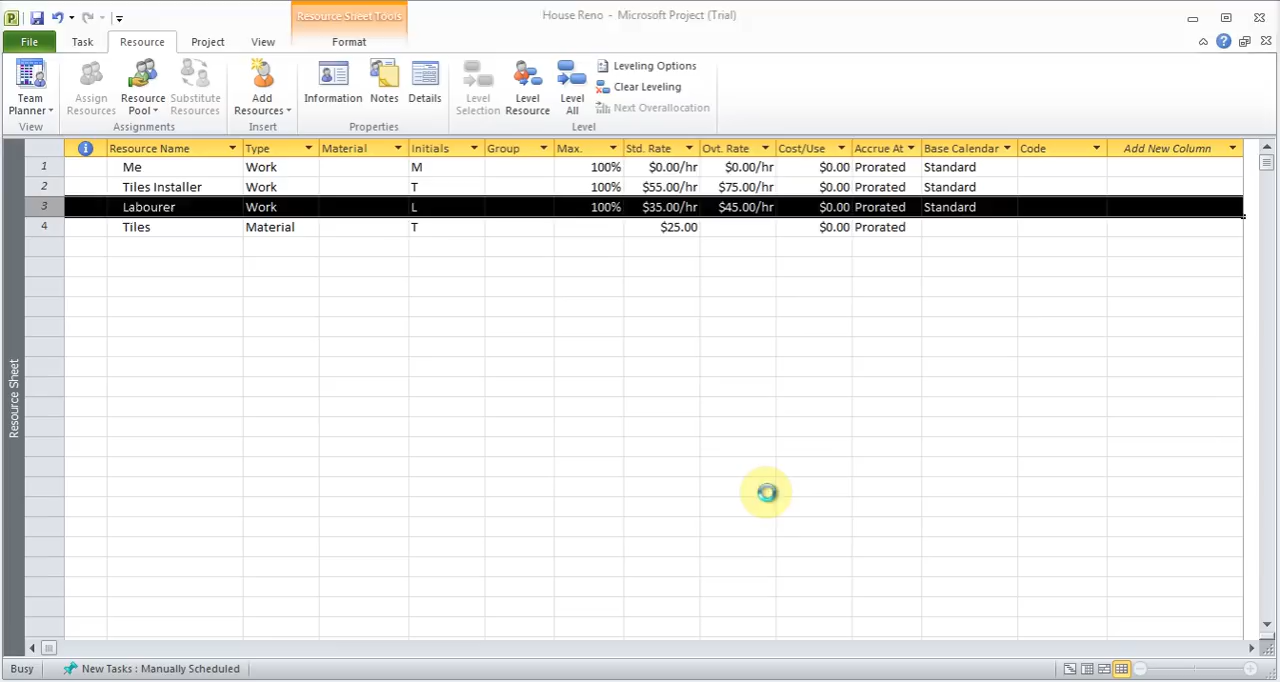 P
Resource Sheet Tools
House Reno - Microsoft Project (Trial)
File Task Resource Project View Format
Team Planner
Assign Resources
Resource Pool
Substitute Resources
Add Resources
Information
Notes
Details
Level Selection
Level Resource
Level All
Leveling Options
Clear Leveling
Next Overallocation
View Assignments Insert Properties Level
Resource Name Type Material Initials Group Max. Std. Rate Ovt. Rate Cost/Use Accrue At Base Calendar Code Add New Column
1 Me Work M 100% $0.00/hr $0.00/hr $0.00 Prorated Standard
2 Tiles Installer Work T 100% $55.00/hr $75.00/hr $0.00 Prorated Standard
3 Labourer Work L 100% $35.00/hr $45.00/hr $0.00 Prorated Standard
4 Tiles Material T $25.00 $0.00 Prorated
Resource Sheet
Busy New Tasks : Manually Scheduled